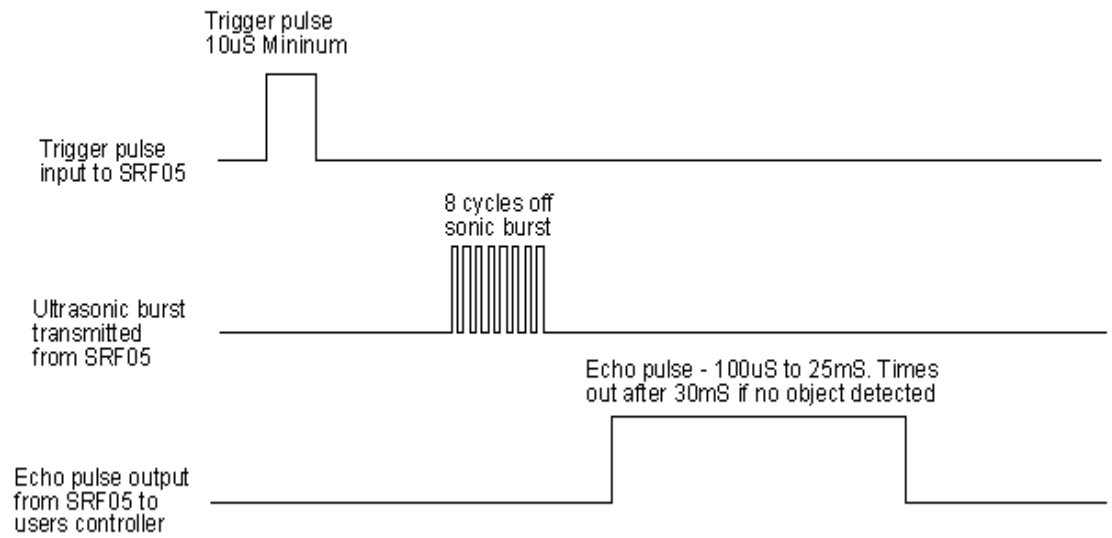 Trigger pulse
10uS Mininum
Trigger pulse
input to SRF05
8 cycles off
sonic burst
Ultrasonic burst
transmitted
from SRF05
Echo pulse - 100uS to 25mS. Times
out after 30mS if no object detected
Echo pulse output
from SRF05 to
users controller